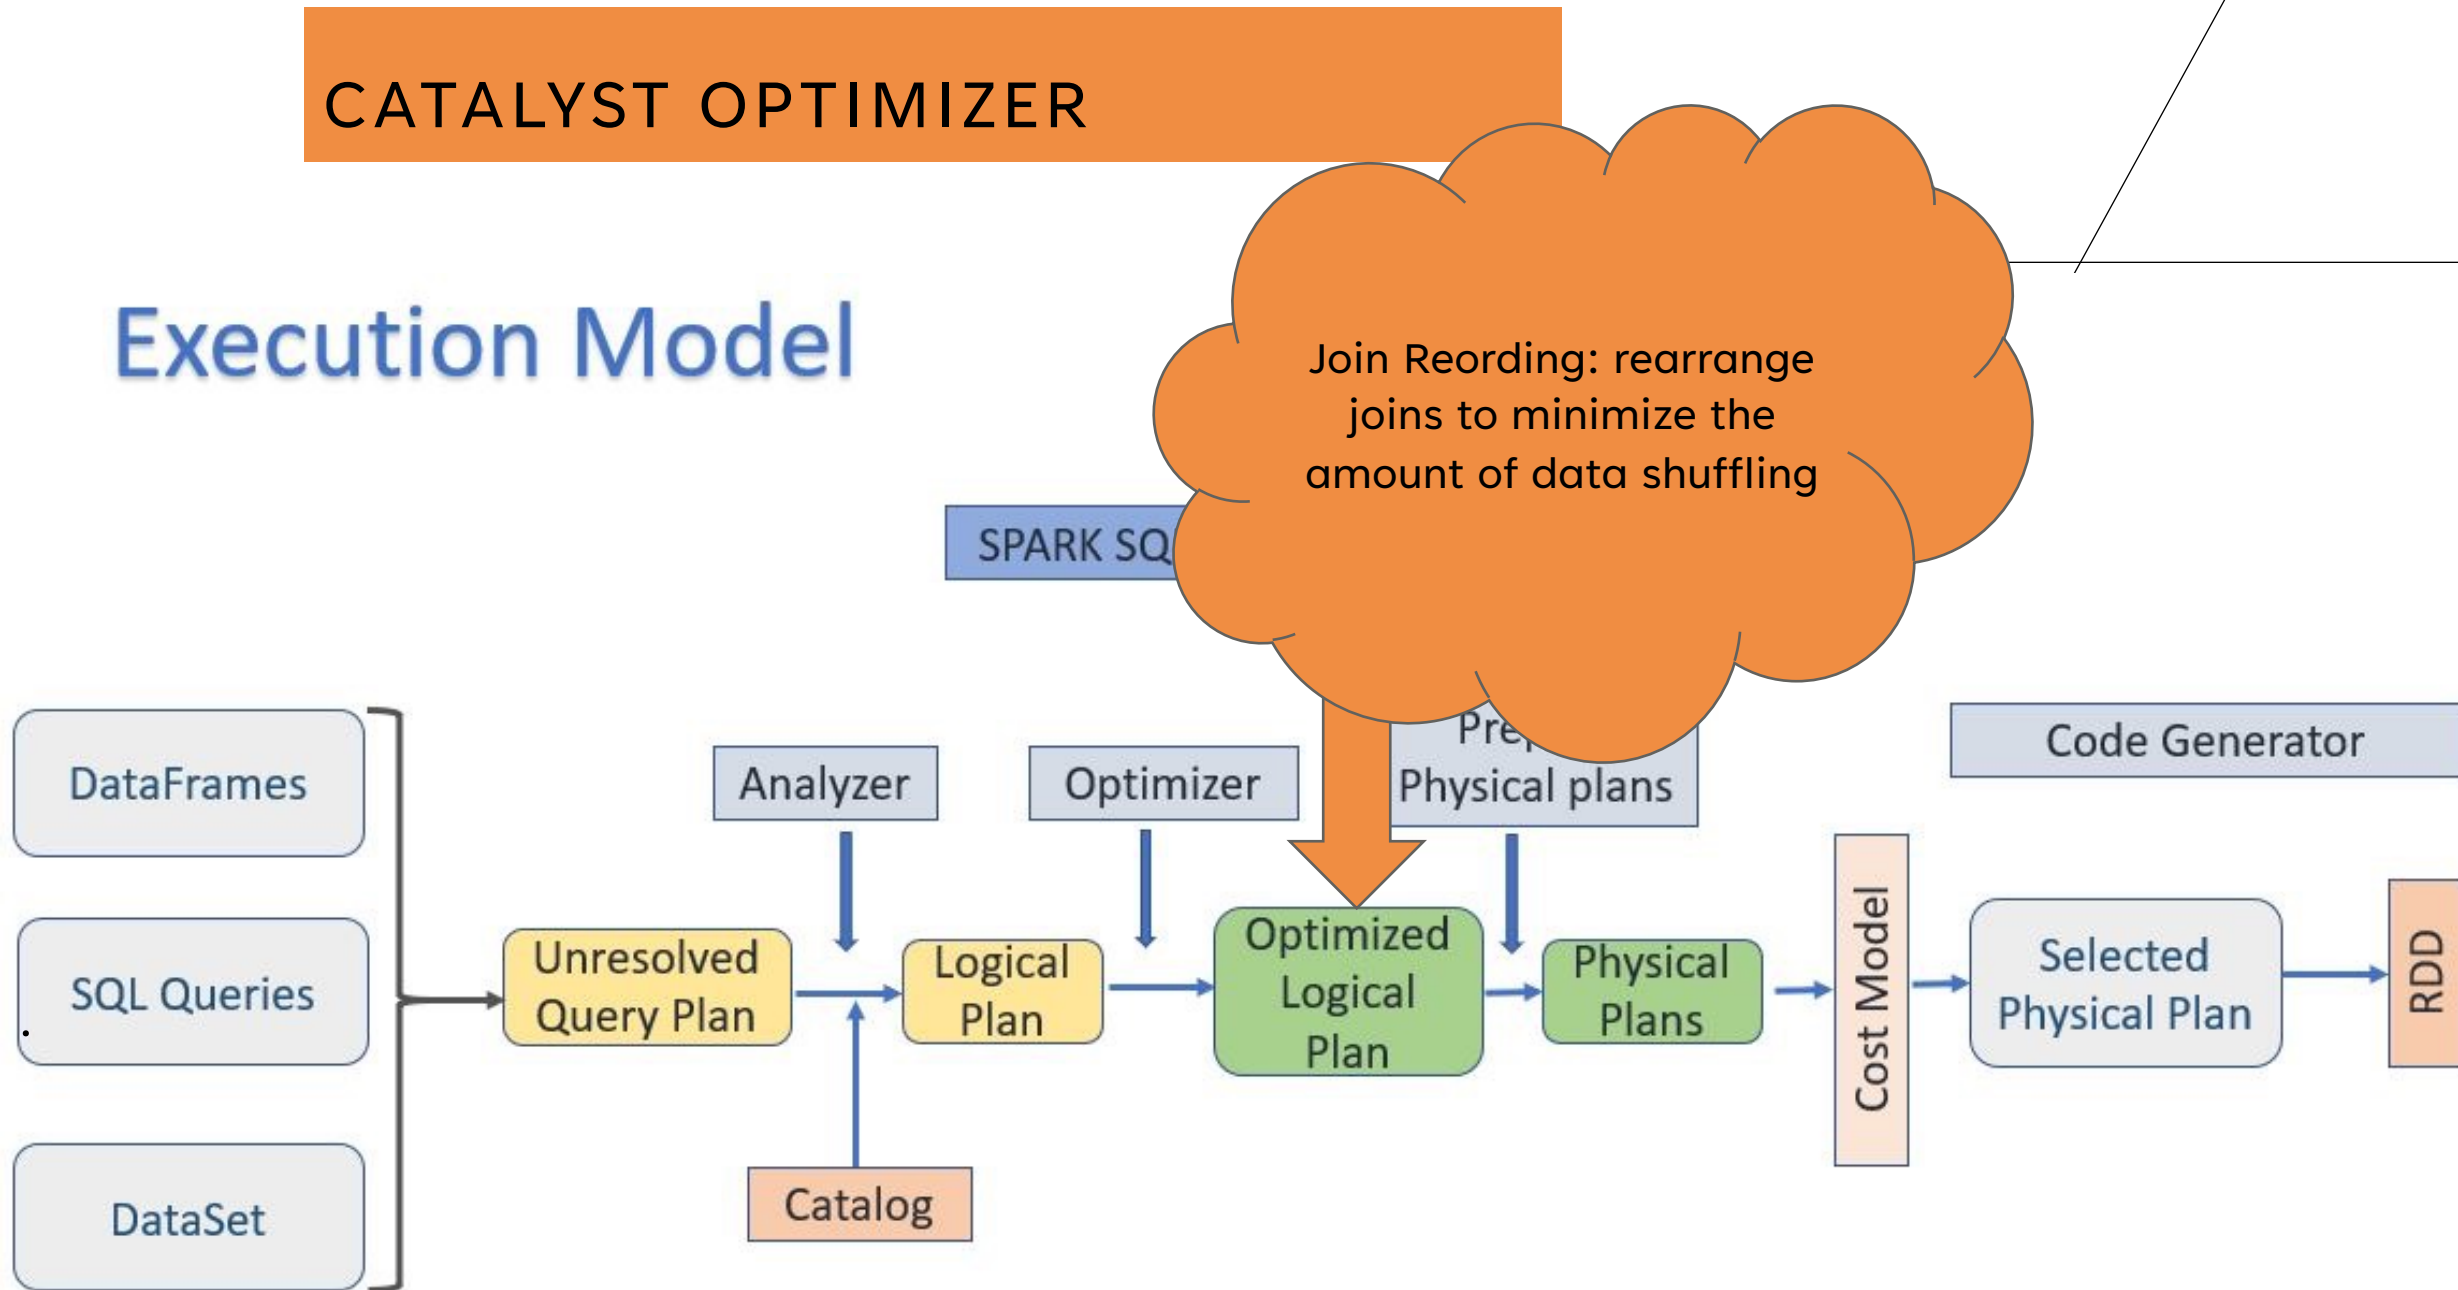 CATALYST OPTIMIZER
Execution Model
Join Reording: rearrange
joins to minimize the
amount of data shuffling
SPARK
DataFrames
SQL Queries
DataSet
Analyzer
Optimizer
Physical plans
Code Generator
Unresolved
Query Plan
Logical
Plan
Optimized
Logical
Plan
Physical
Plans
Cost Model
Selected
Physical Plan
RDD
Catalog